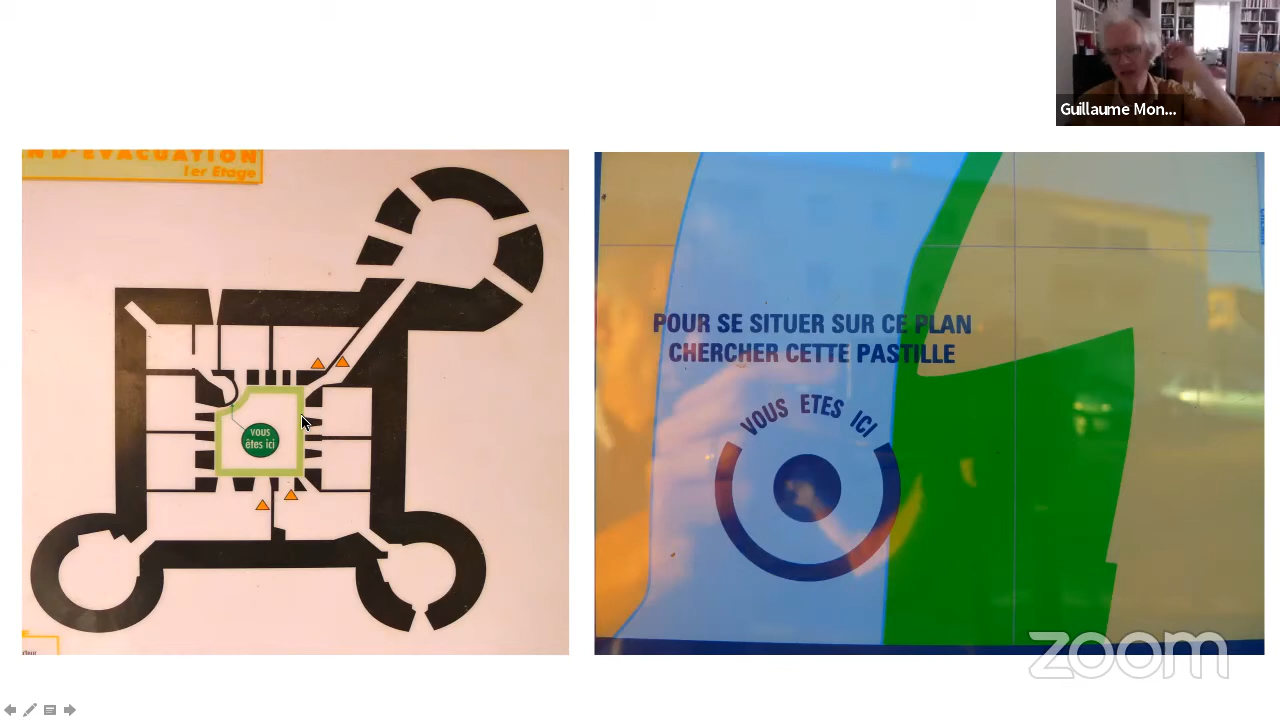 Guillaume Mon...
N D'EVACUATION
1er Etage
vous
êtes ici
POUR SE SITUER SUR CE PLAN
CHERCHER CETTE PASTILLE
VOUS ETES ICI
zoom